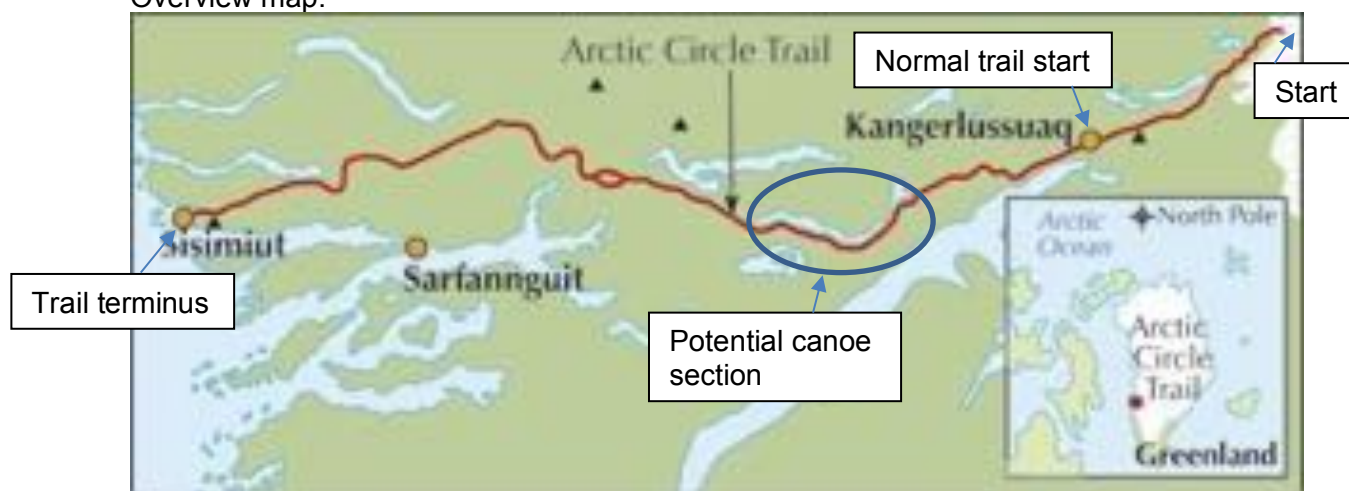 Overview map:
Arctic Circle Trail
Normal trail start
Start
Kangerlussuaq
Sisimiut
Sarfannguit
Trail terminus
Potential canoe
section
Arctic
Ocean
North Pole
Arctic
Circle
Trail
Greenland